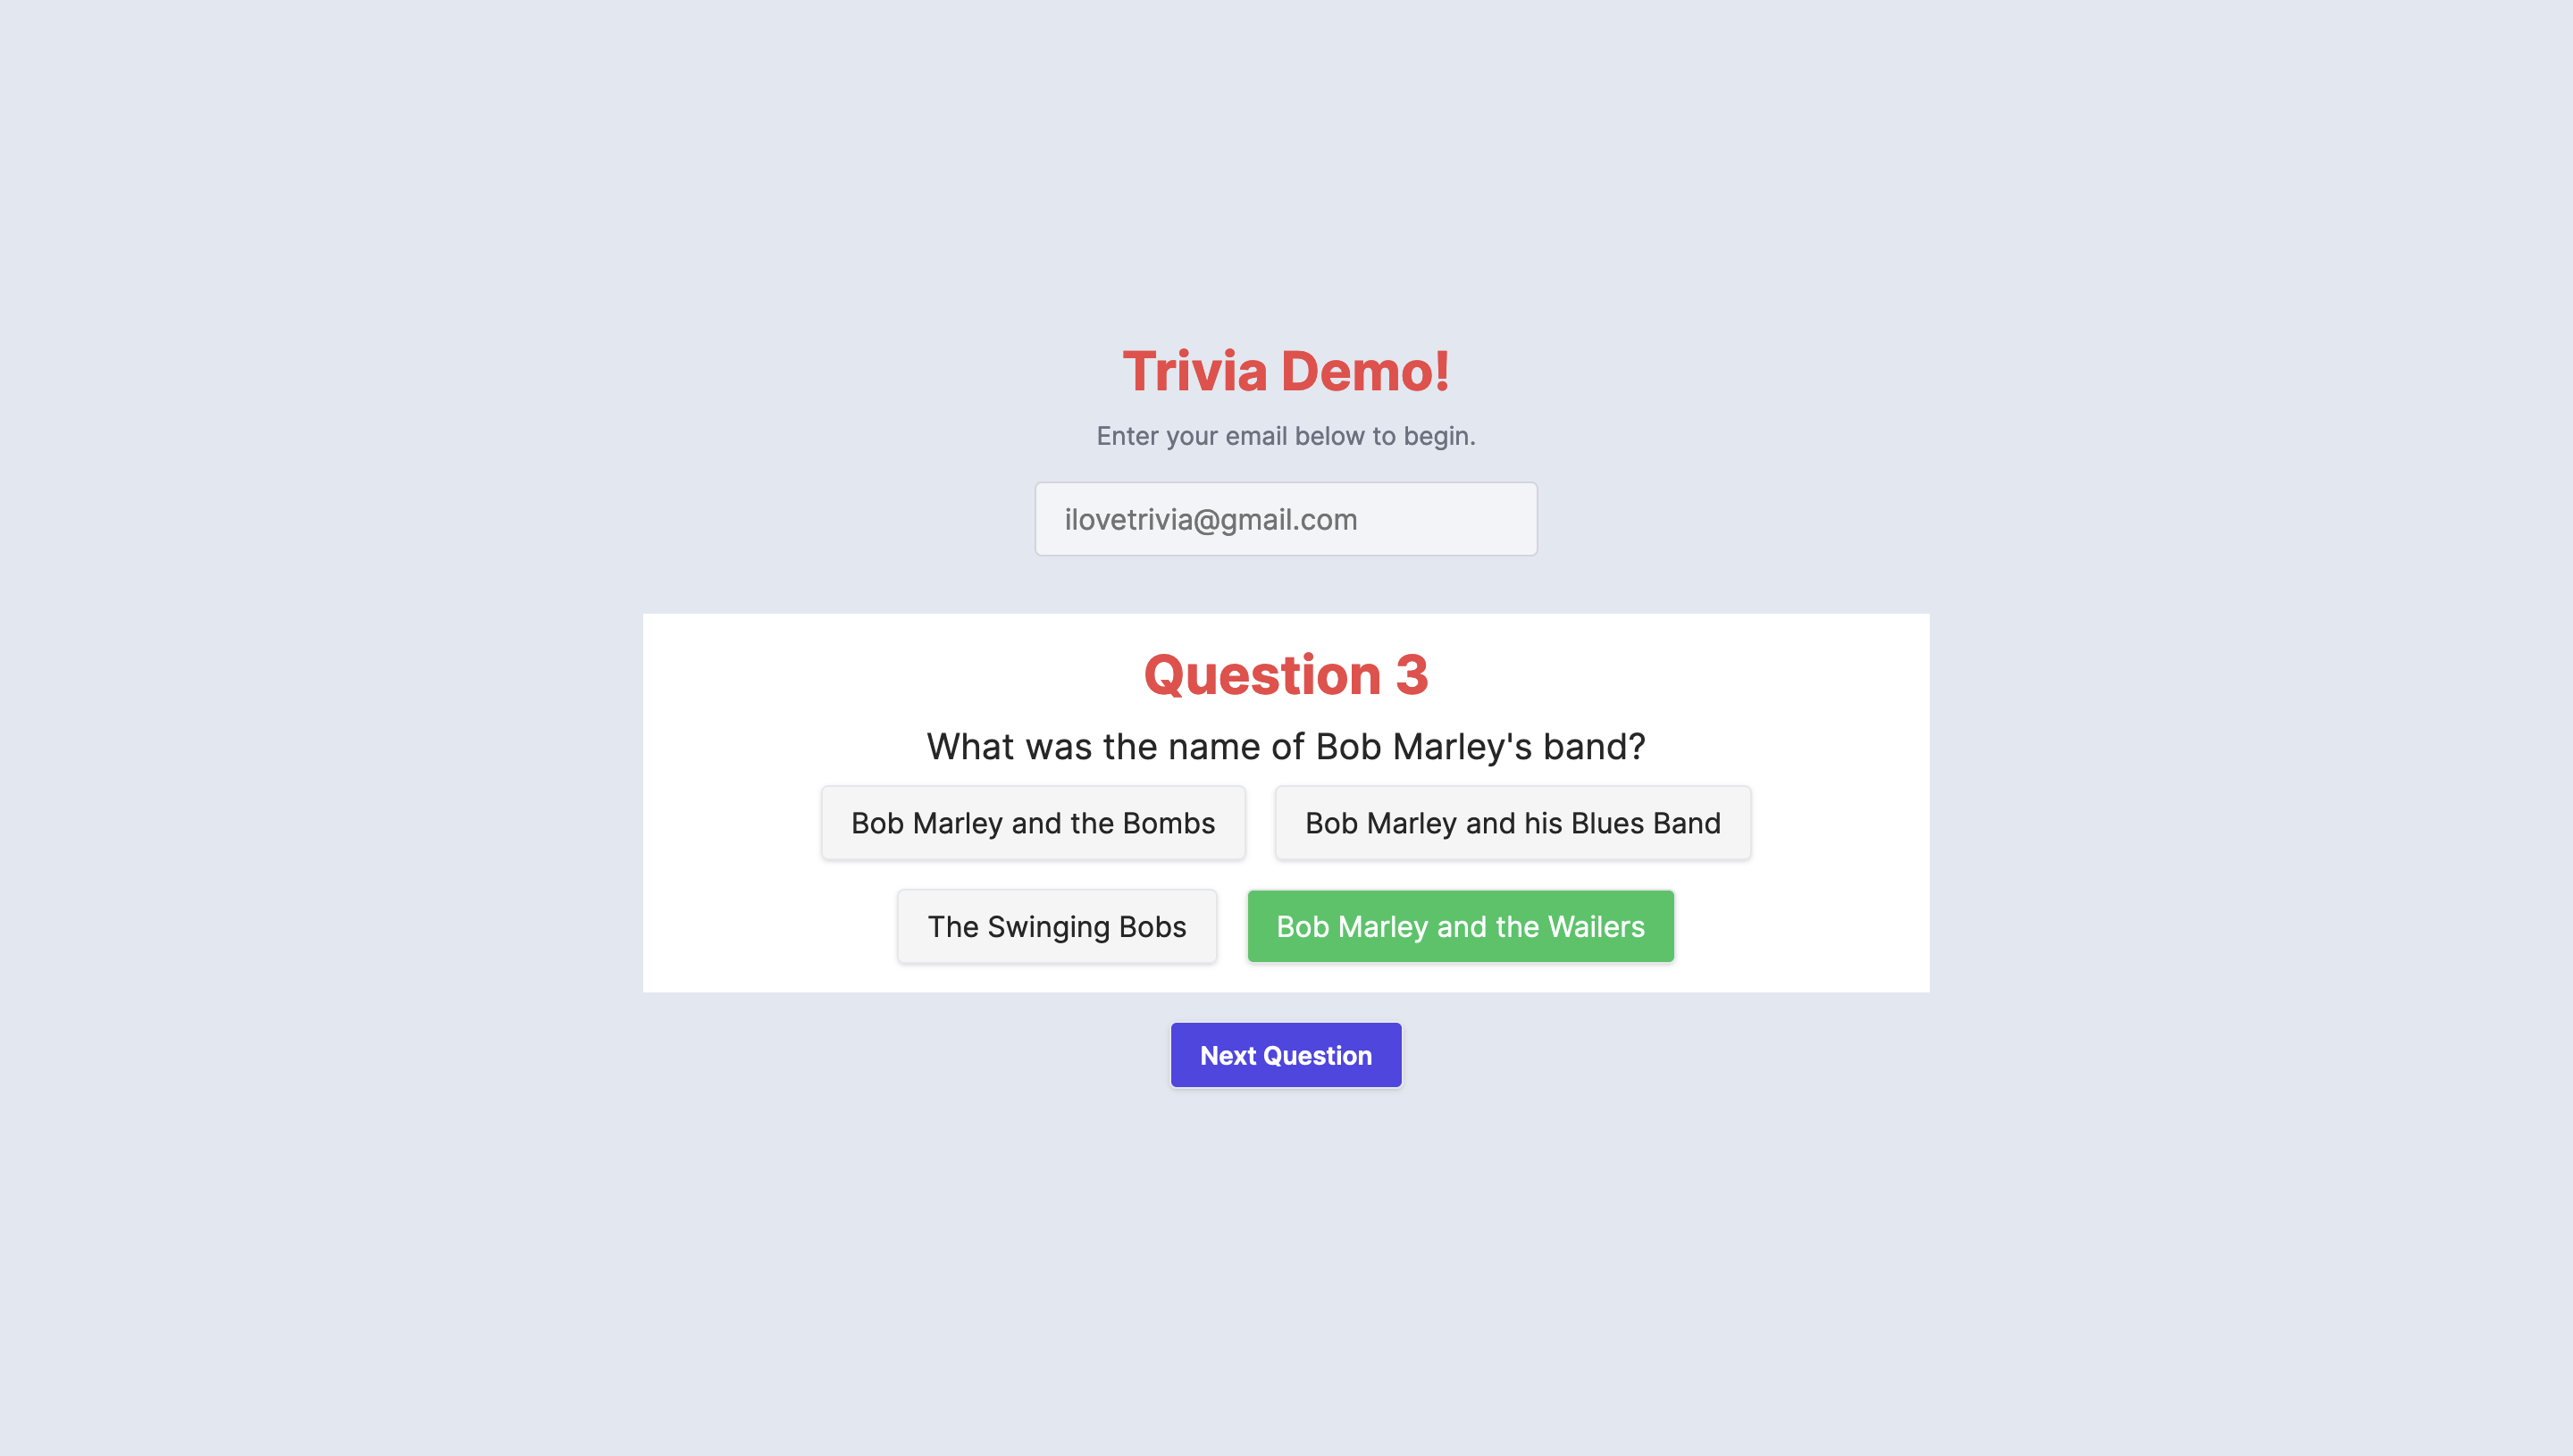 Trivia Demo!
Enter your email below to begin.
ilovetrivia@gmail.com
Question 3
What was the name of Bob Marley's band?
Bob Marley and the Bombs
Bob Marley and his Blues Band
The Swinging Bobs
Bob Marley and the Wailers
Next Question